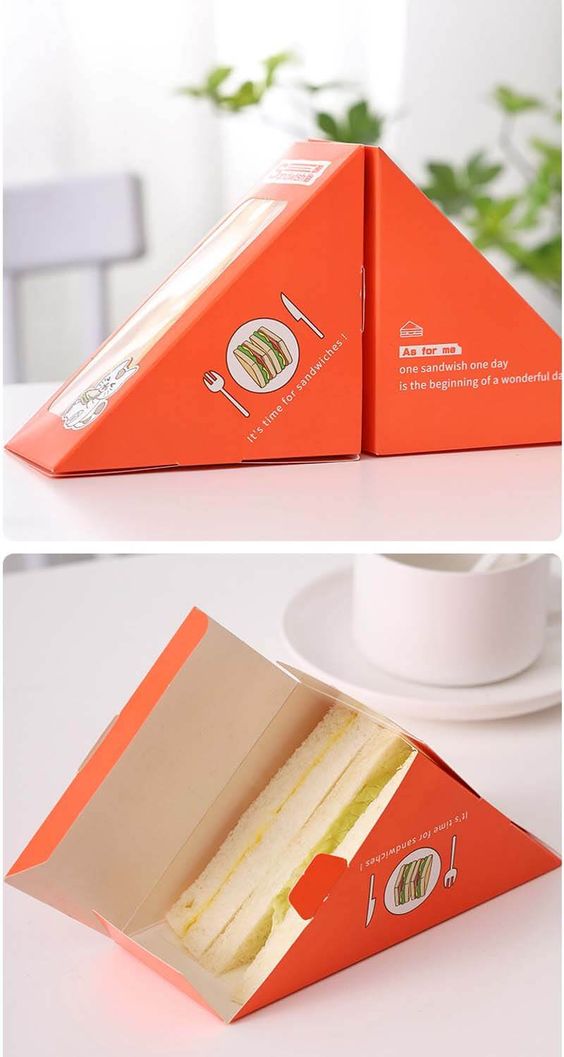 It's time for sandwiches !
As for me
one sandwish one day
is the beginning of a wonderful da
It's time for sandwiches !